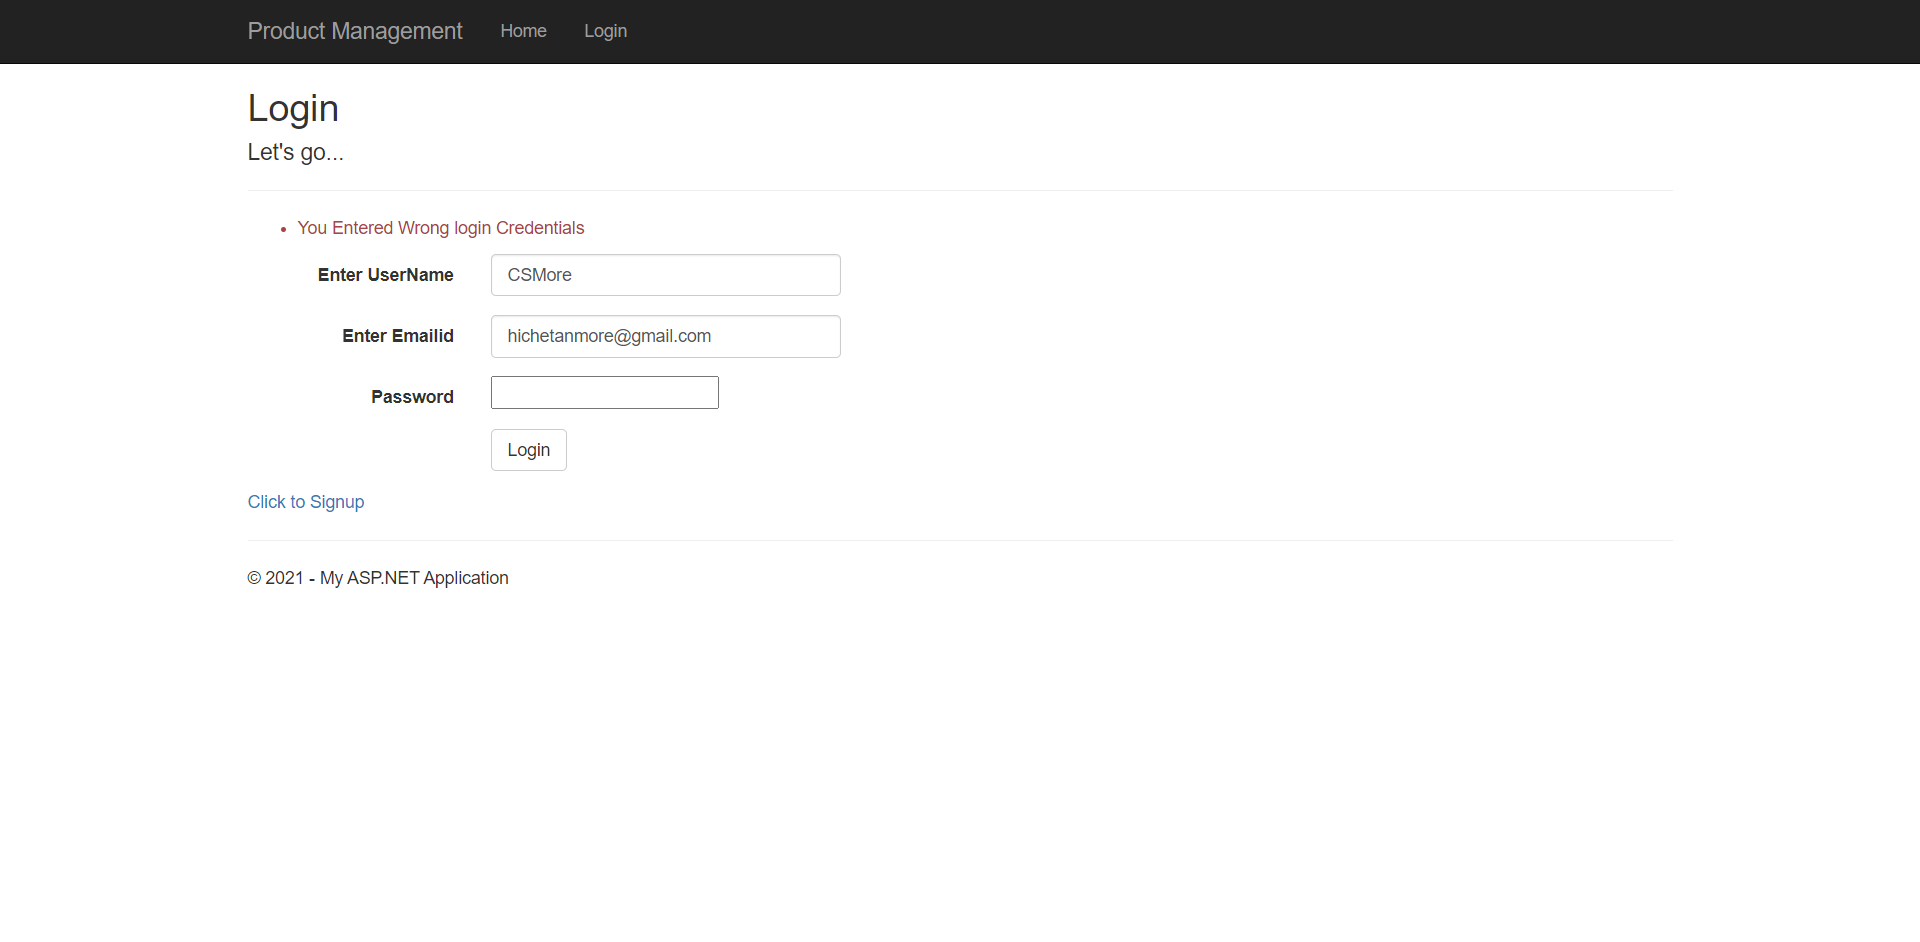 Product Management Home Login
Login
Let's go...
You Entered Wrong login Credentials
Enter UserName CSMore
Enter Emailid hichetanmore@gmail.com
Password
Login
Click to Signup
© 2021 - My ASP.NET Application